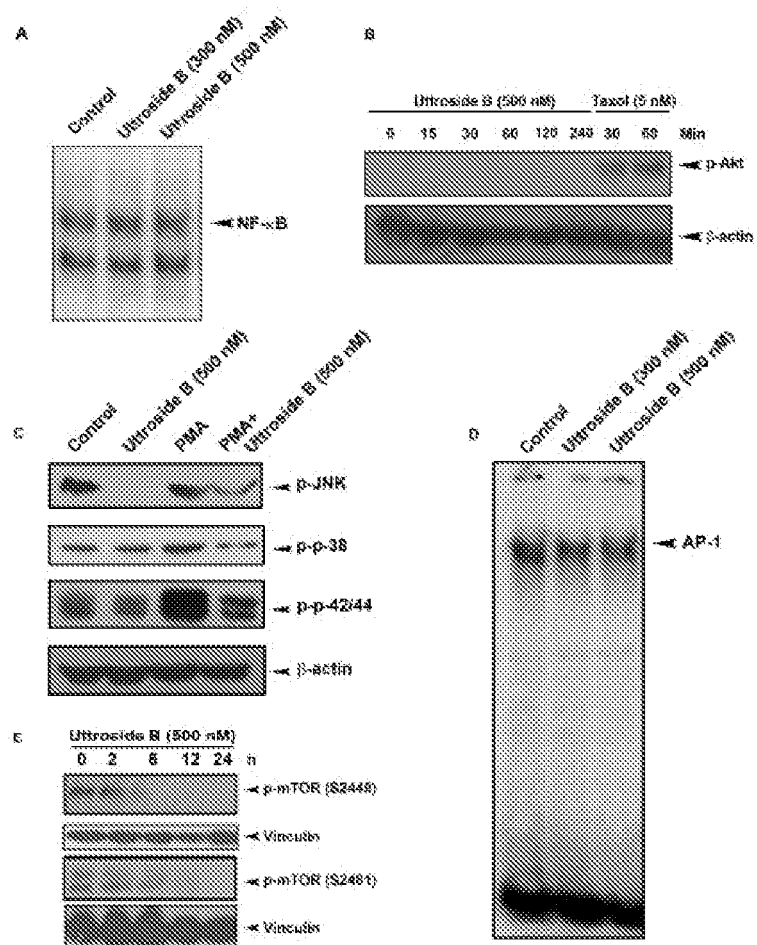 A
Control
Uttroside B (300 nM)
Uttroside B (500 nM)
NF-κB
B
Uttroside B (500 nM) Taxol (5 nM)
0 15 30 60 120 240 30 60 Min
p-Akt
β-actin
C
Control
Uttroside B (500 nM)
PMA
PMA+
Uttroside B (500 nM)
p-JNK
p-p-38
p-p-42/44
β-actin
D
Control
Uttroside B (300 nM)
Uttroside B (500 nM)
AP-1
E
Uttroside B (500 nM)
0 2 6 12 24 h
p-mTOR (S2448)
Vinculin
p-mTOR (S2481)
Vinculin